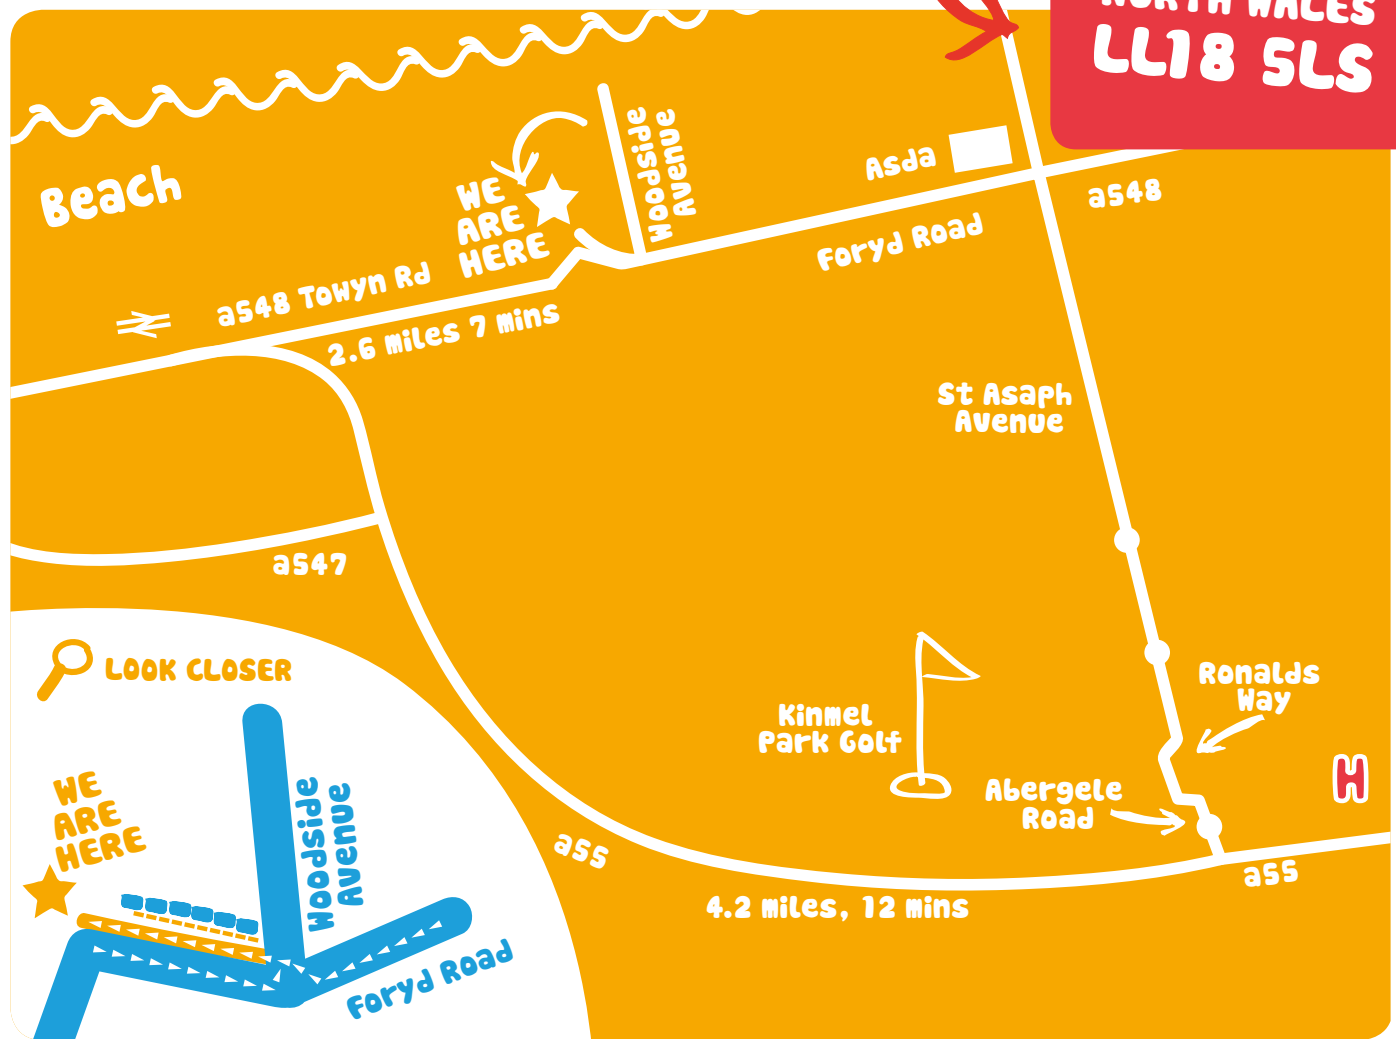 NORTH WALES
LL18 5LS
Beach
WE
ARE
HERE
Woodside
Avenue
Asda
a548
Foryd Road
a548 Towyn Rd
2.6 miles 7 mins
St Asaph
Avenue
a547
LOOK CLOSER
WE
ARE
HERE
Woodside
Avenue
Foryd Road
Kinmel
Park Golf
Ronalds
Way
Abergele
Road
H
a55
a55
4.2 miles, 12 mins